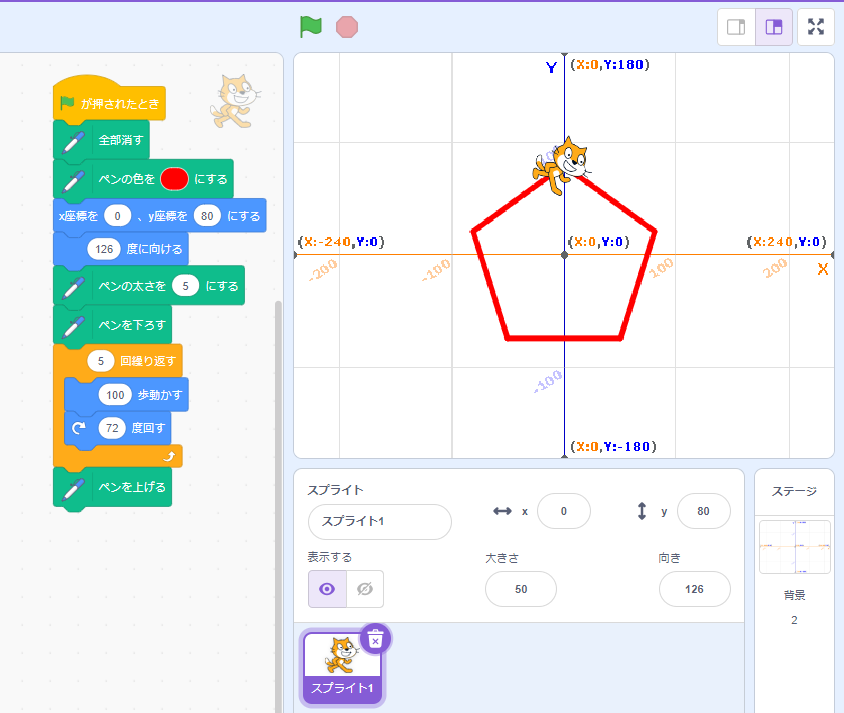 が押されたとき
全部消す
ペンの色を にする
x座標を 0 、y座標を 80 にする
126 度に向ける
ペンの太さを 5 にする
ペンを下ろす
5 回繰り返す
100 歩動かす
72 度回す
ペンを上げる
Y (X:0,Y:180)
(X:-240,Y:0) (X:0,Y:0) (X:240,Y:0)
-200 -100 100 200 X
-100
(X:0,Y:-180)
スプライト
スプライト1 x 0 y 80
表示する 大きさ 向き
50 126
スプライト1
ステージ
背景
2